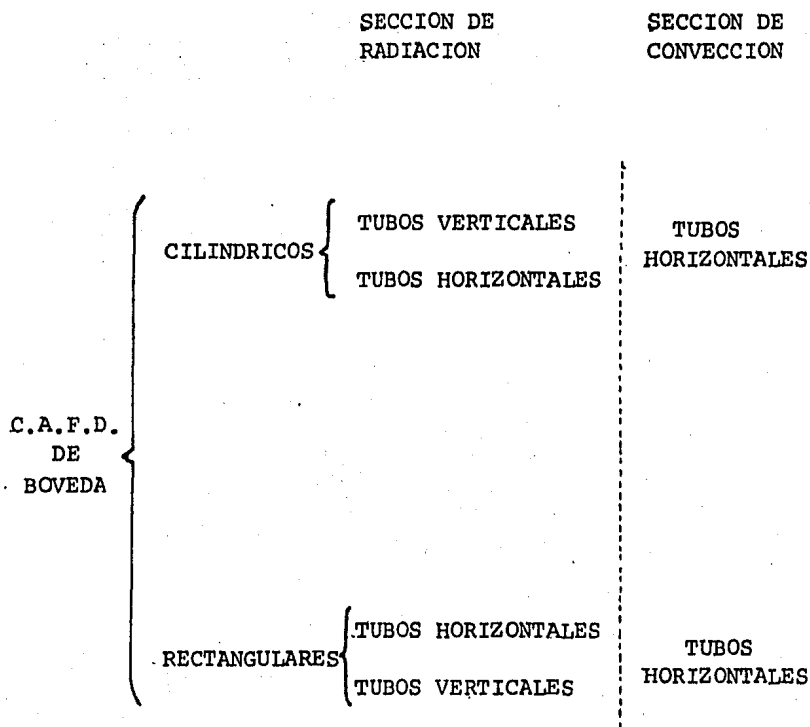 SECCION DE
RADIACION
SECCION DE
CONVECCION
C.A.F.D.
DE
BOVEDA
CILINDRICOS
TUBOS VERTICALES
TUBOS HORIZONTALES
TUBOS
HORIZONTALES
RECTANGULARES
TUBOS HORIZONTALES
TUBOS VERTICALES
TUBOS
HORIZONTALES